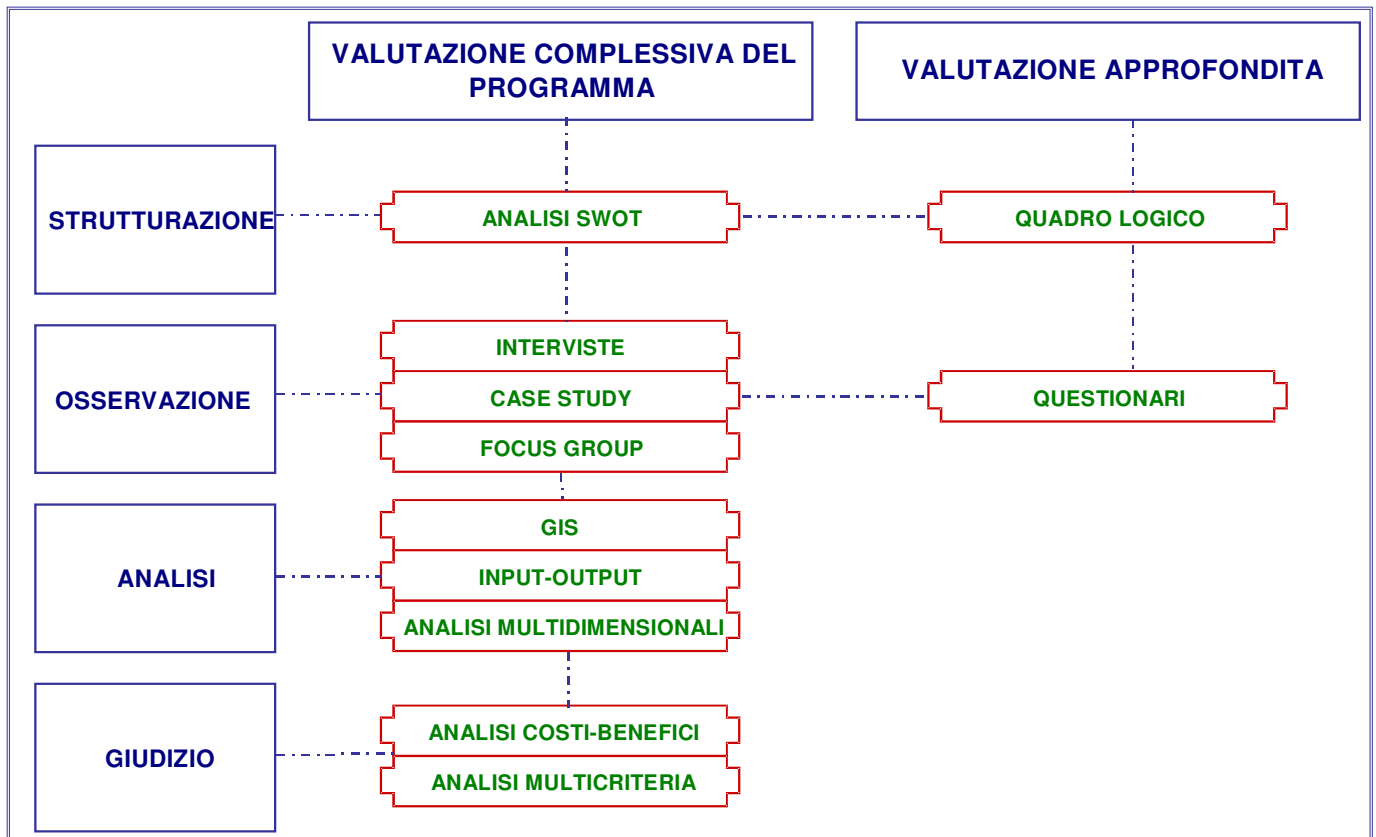 VALUTAZIONE COMPLESSIVA DEL
PROGRAMMA
VALUTAZIONE APPROFONDITA
STRUTTURAZIONE
ANALISI SWOT
QUADRO LOGICO
INTERVISTE
OSSERVAZIONE
CASE STUDY
QUESTIONARI
FOCUS GROUP
GIS
ANALISI
INPUT-OUTPUT
ANALISI MULTIDIMENSIONALI
ANALISI COSTI-BENEFICI
GIUDIZIO
ANALISI MULTICRITERIA